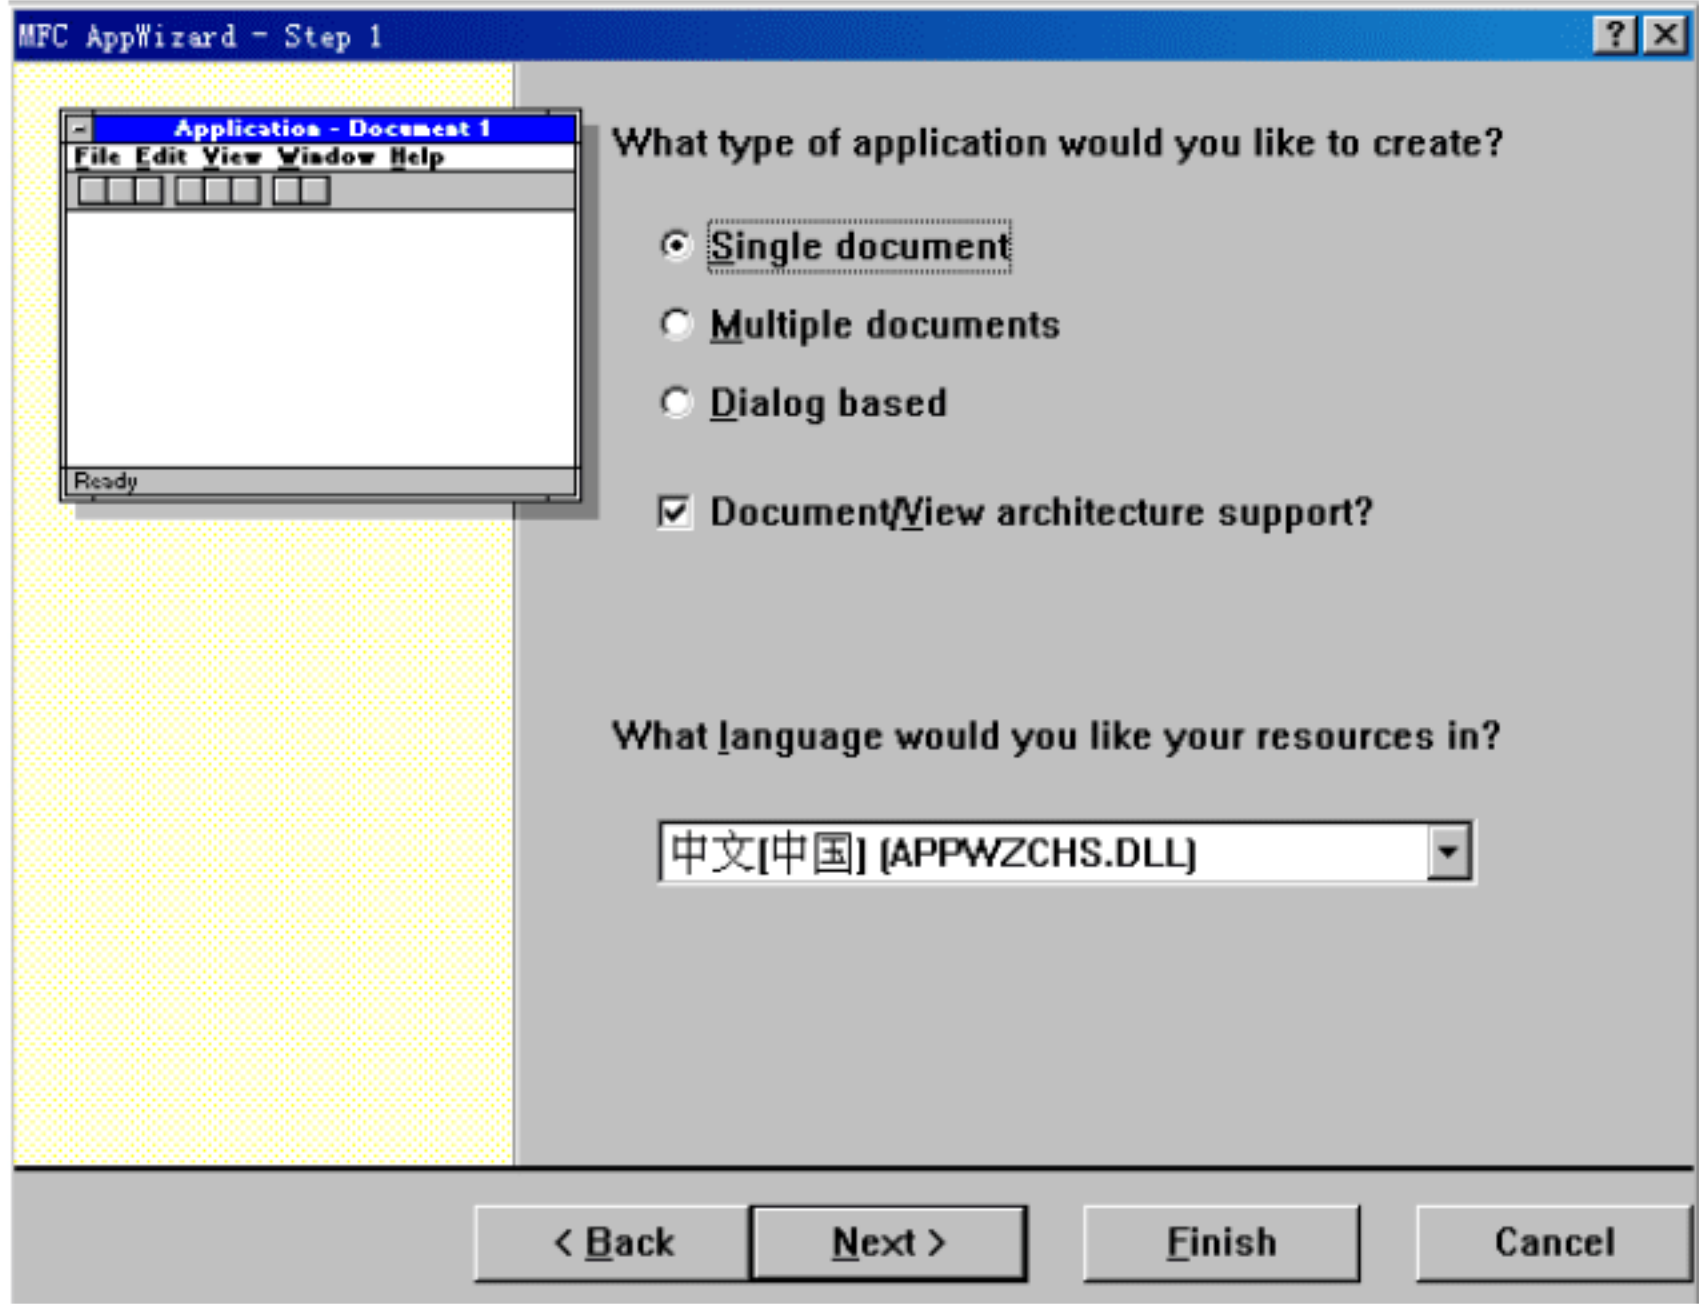 MFC AppWizard - Step 1
Application - Document 1
File Edit View Window Help
Ready
What type of application would you like to create?
Single document
Multiple documents
Dialog based
Document/View architecture support?
What language would you like your resources in?
中文[中国] (APPWZCHS.DLL)
< Back
Next >
Finish
Cancel